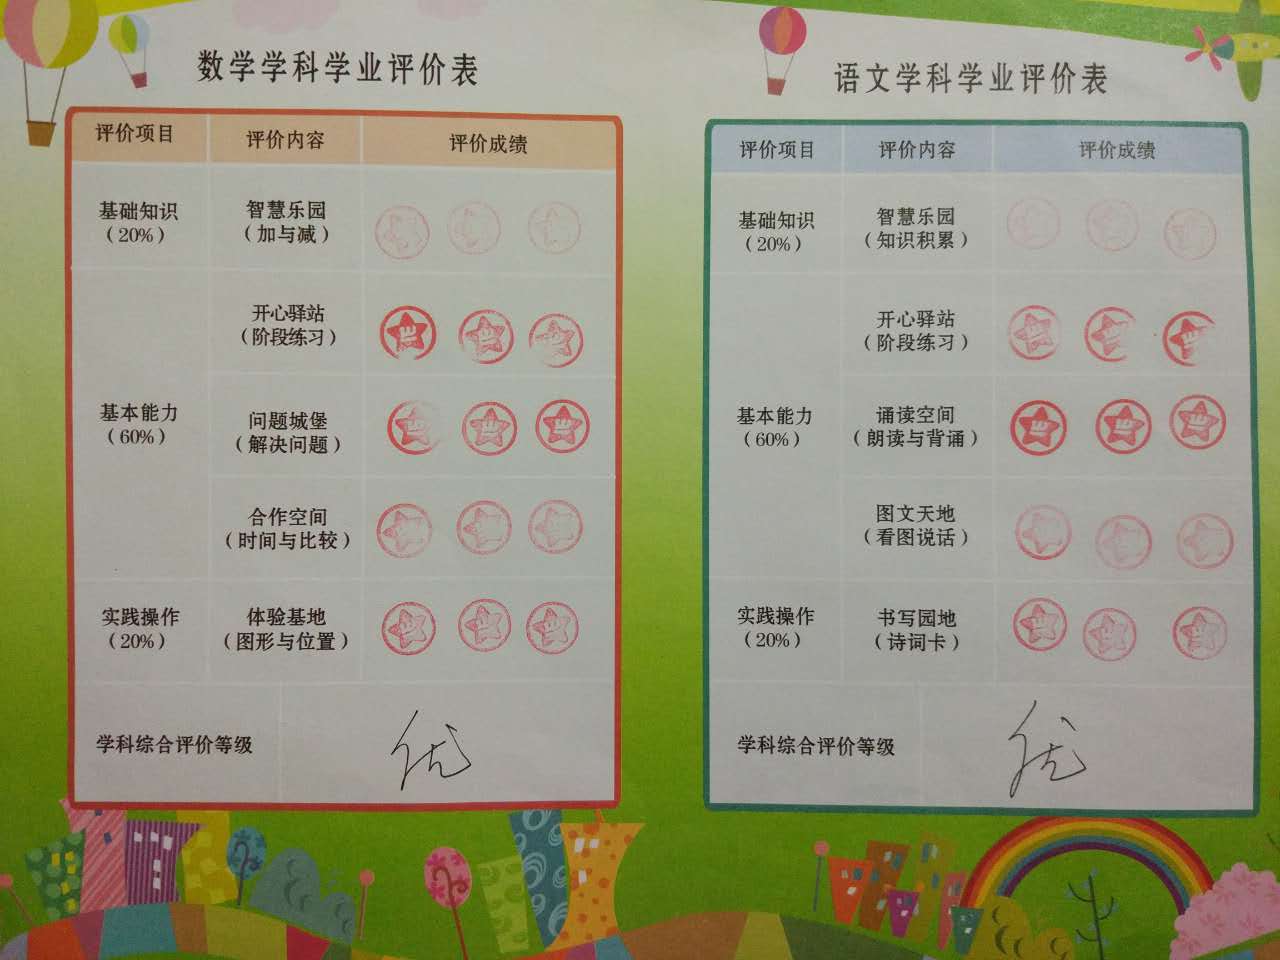 数学学科学业评价表
评价项目 评价内容 评价成绩
基础知识
（20%）
智慧乐园
（加与减）
基本能力
（60%）
开心驿站
（阶段练习）
问题城堡
（解决问题）
合作空间
（时间与比较）
实践操作
（20%）
体验基地
（图形与位置）
学科综合评价等级 优
语文学科学业评价表
评价项目 评价内容 评价成绩
基础知识
（20%）
智慧乐园
（知识积累）
基本能力
（60%）
开心驿站
（阶段练习）
诵读空间
（朗读与背诵）
图文天地
（看图说话）
实践操作
（20%）
书写园地
（诗词卡）
学科综合评价等级 优